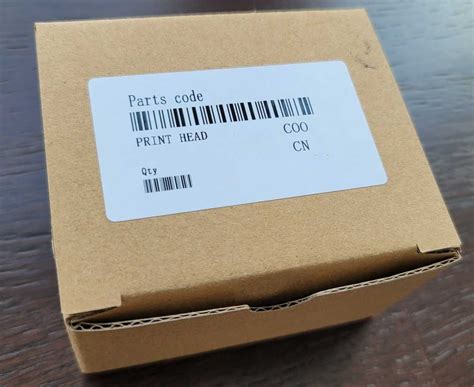 Parts code
PRINT HEAD COO
CN
Qty